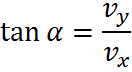 tan α = v_y / v_x